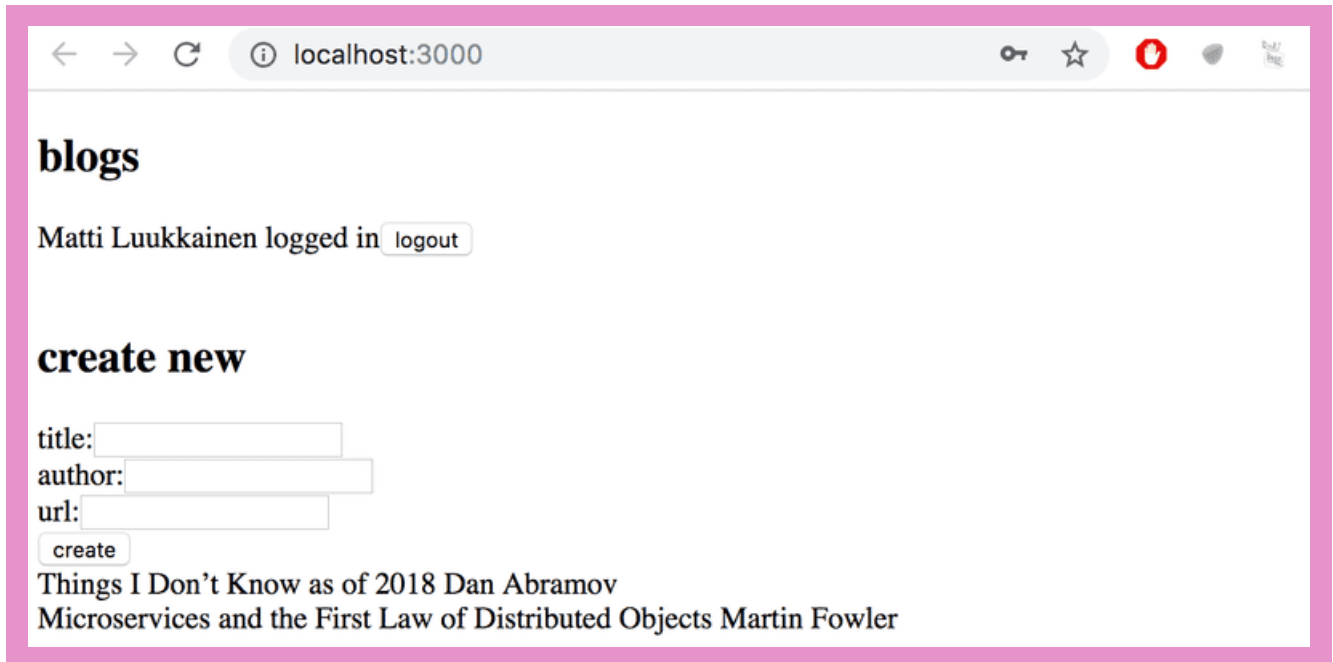 localhost:3000
blogs
Matti Luukkainen logged in logout
create new
title:
author:
url:
create
Things I Don’t Know as of 2018 Dan Abramov
Microservices and the First Law of Distributed Objects Martin Fowler